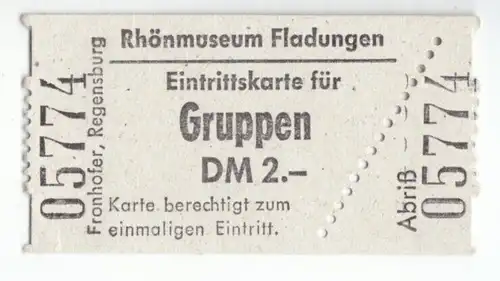 05774
Fronhofer, Regensburg
Rhönmuseum Fladungen
Eintrittskarte für
Gruppen
DM 2.–
Karte berechtigt zum
einmaligen Eintritt.
Abriß
05774